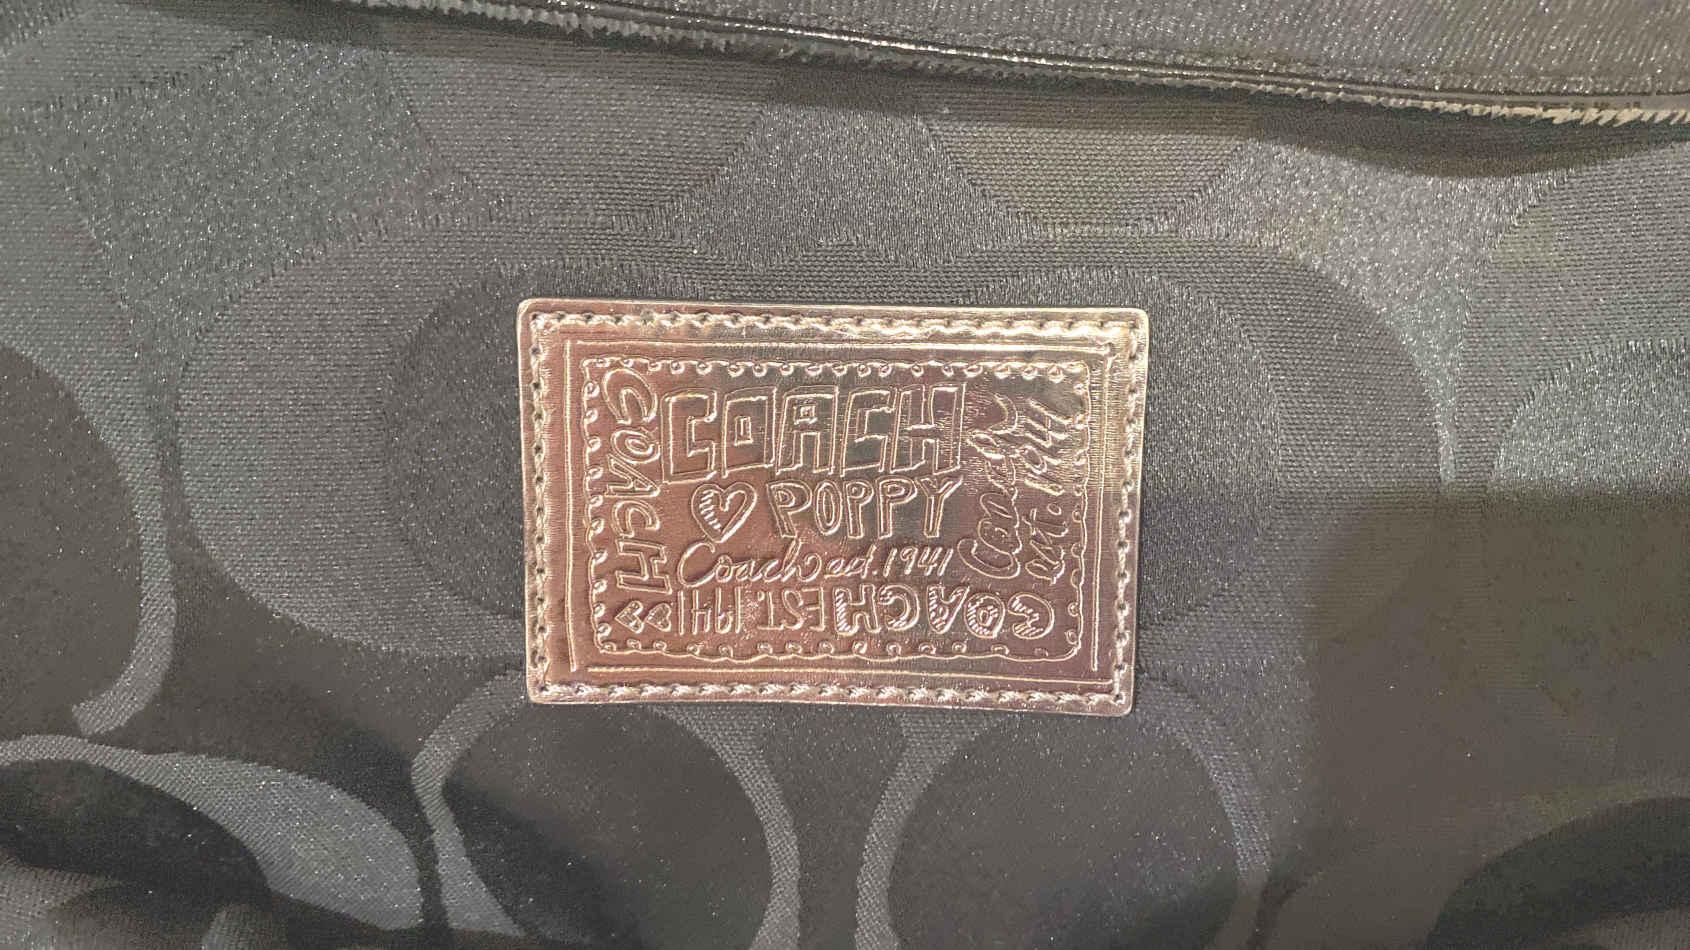 COACH
POPPY
Coach est. 1941
COACH EST. 1941
COACH
Coach
est. 1941